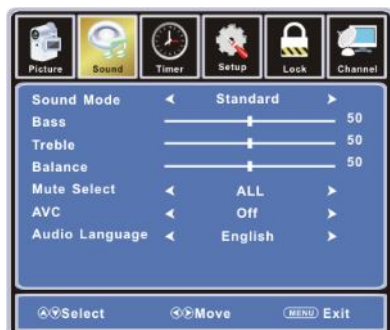 Picture Sound Timer Setup Lock Channel
Sound Mode Standard
Bass 50
Treble 50
Balance 50
Mute Select ALL
AVC Off
Audio Language English
Select Move MENU Exit